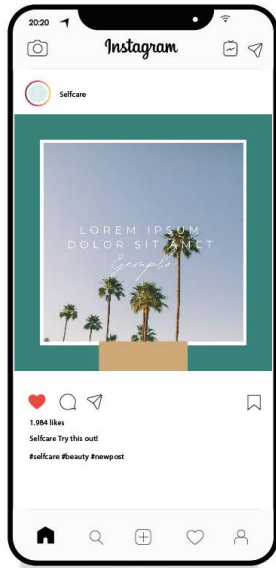 20:20
Instagram
Selfcare
LOREM IPSUM
DOLOR SIT AMET
Exemplo
1.984 likes
Selfcare Try this out!
#selfcare #beauty #newpost